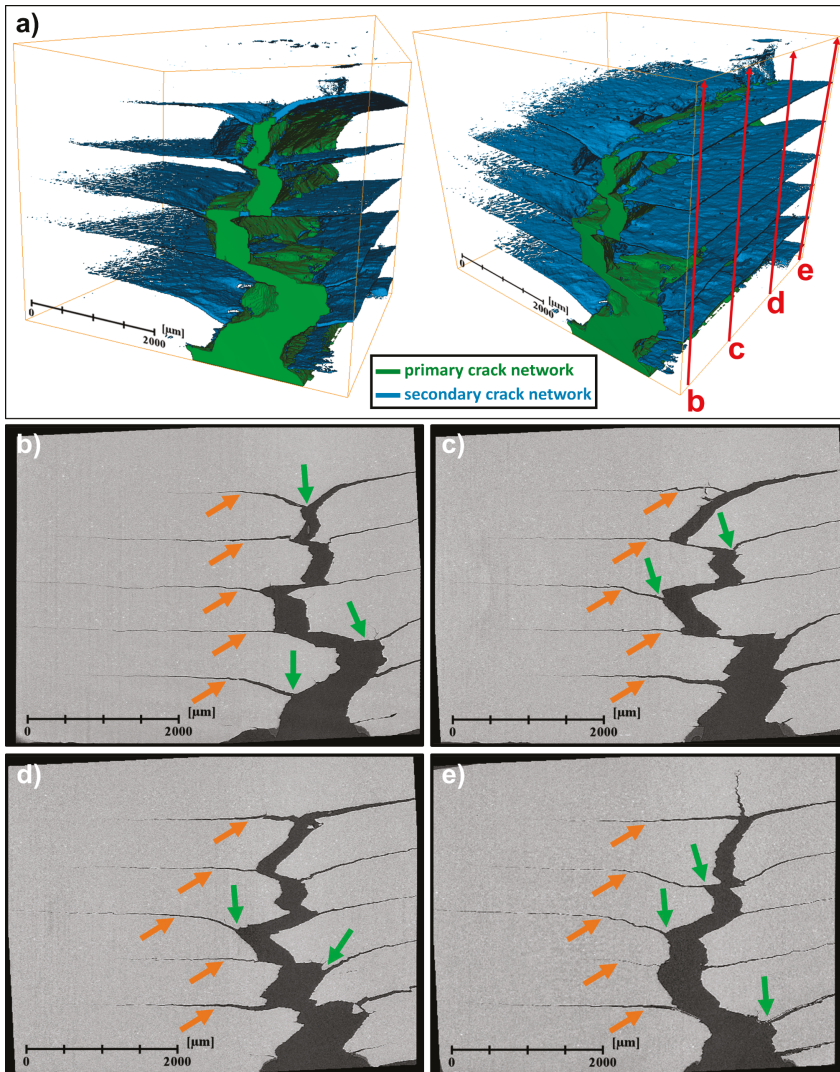 a)
0
2000
[µm]
0
2000
[µm]
b
c
d
e
primary crack network
secondary crack network
b)
0
2000
[µm]
c)
0
2000
[µm]
d)
0
2000
[µm]
e)
0
2000
[µm]